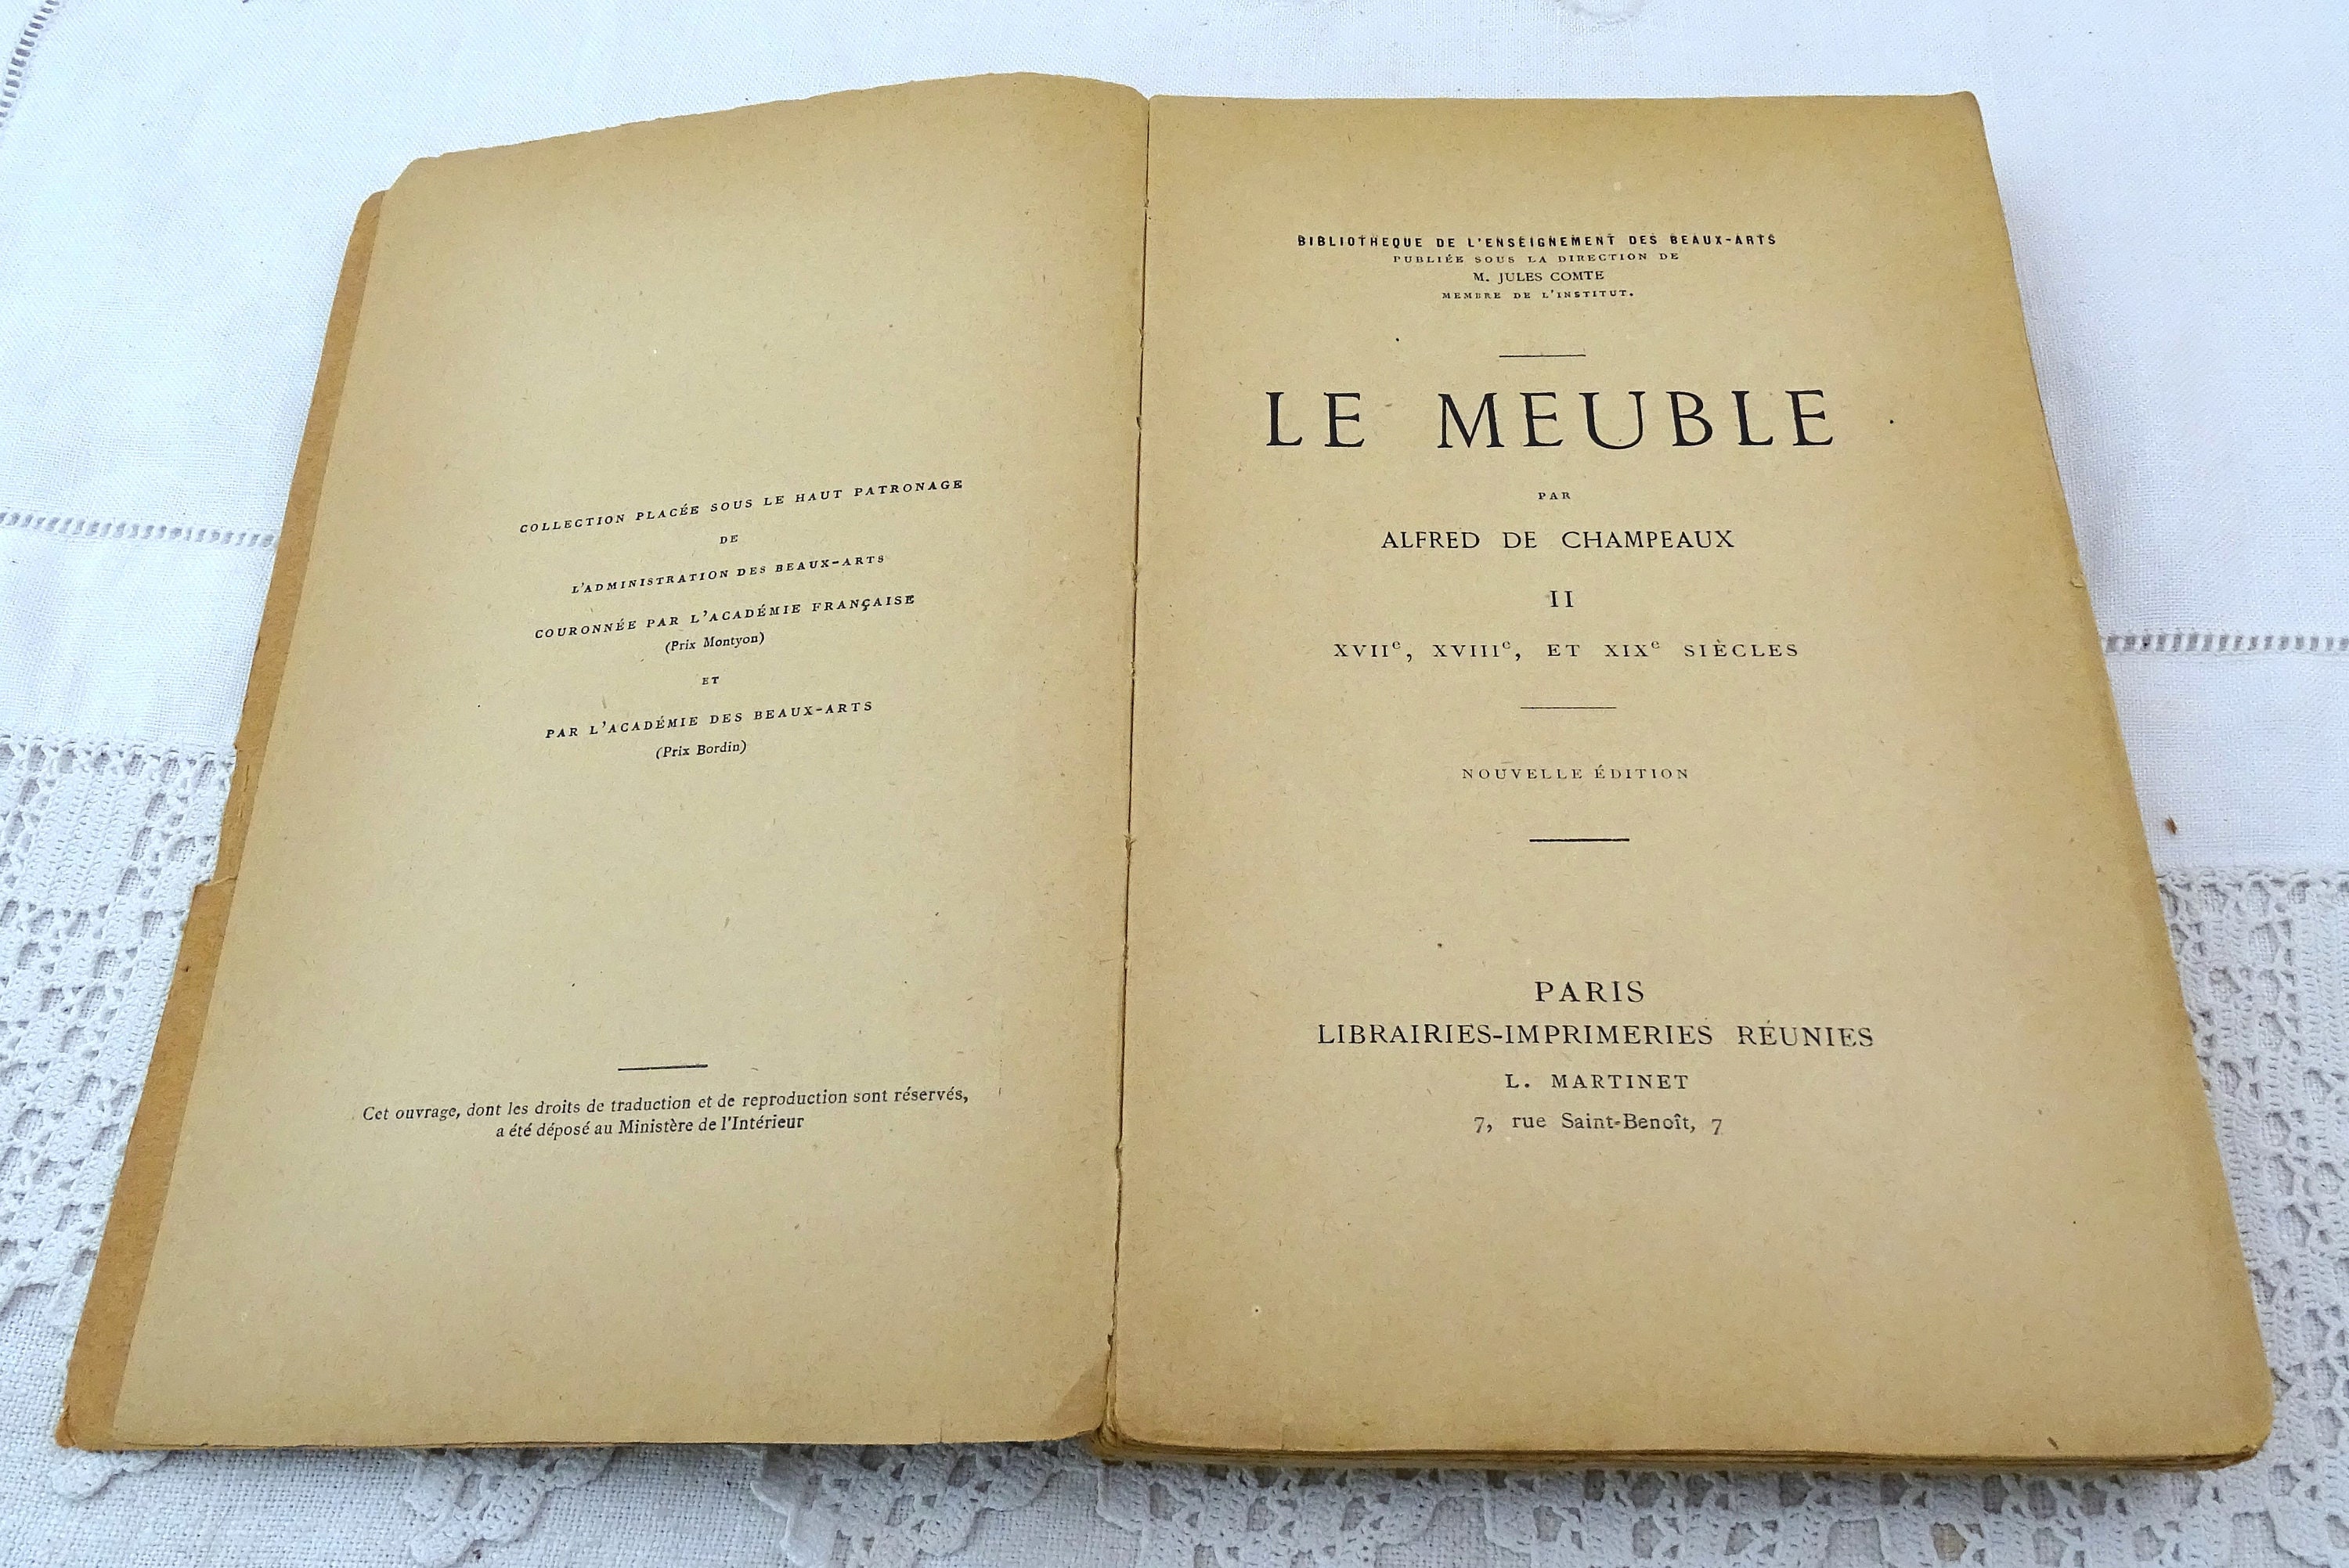 COLLECTION PLACÉE SOUS LE HAUT PATRONAGE
DE
L'ADMINISTRATION DES BEAUX-ARTS
COURONNÉE PAR L'ACADÉMIE FRANÇAISE
(Prix Montyon)
ET
PAR L'ACADÉMIE DES BEAUX-ARTS
(Prix Bordin)
Cet ouvrage, dont les droits de traduction et de reproduction sont réservés,
a été déposé au Ministère de l'Intérieur
BIBLIOTHEQUE DE L'ENSEIGNEMENT DES BEAUX-ARTS
PUBLIÉE SOUS LA DIRECTION DE
M. JULES COMTE
MEMBRE DE L'INSTITUT.
LE MEUBLE
PAR
ALFRED DE CHAMPEAUX
II
XVIIe, XVIIIe, ET XIXe SIÈCLES
NOUVELLE ÉDITION
PARIS
LIBRAIRIES-IMPRIMERIES RÉUNIES
L. MARTINET
7, rue Saint-Benoît, 7